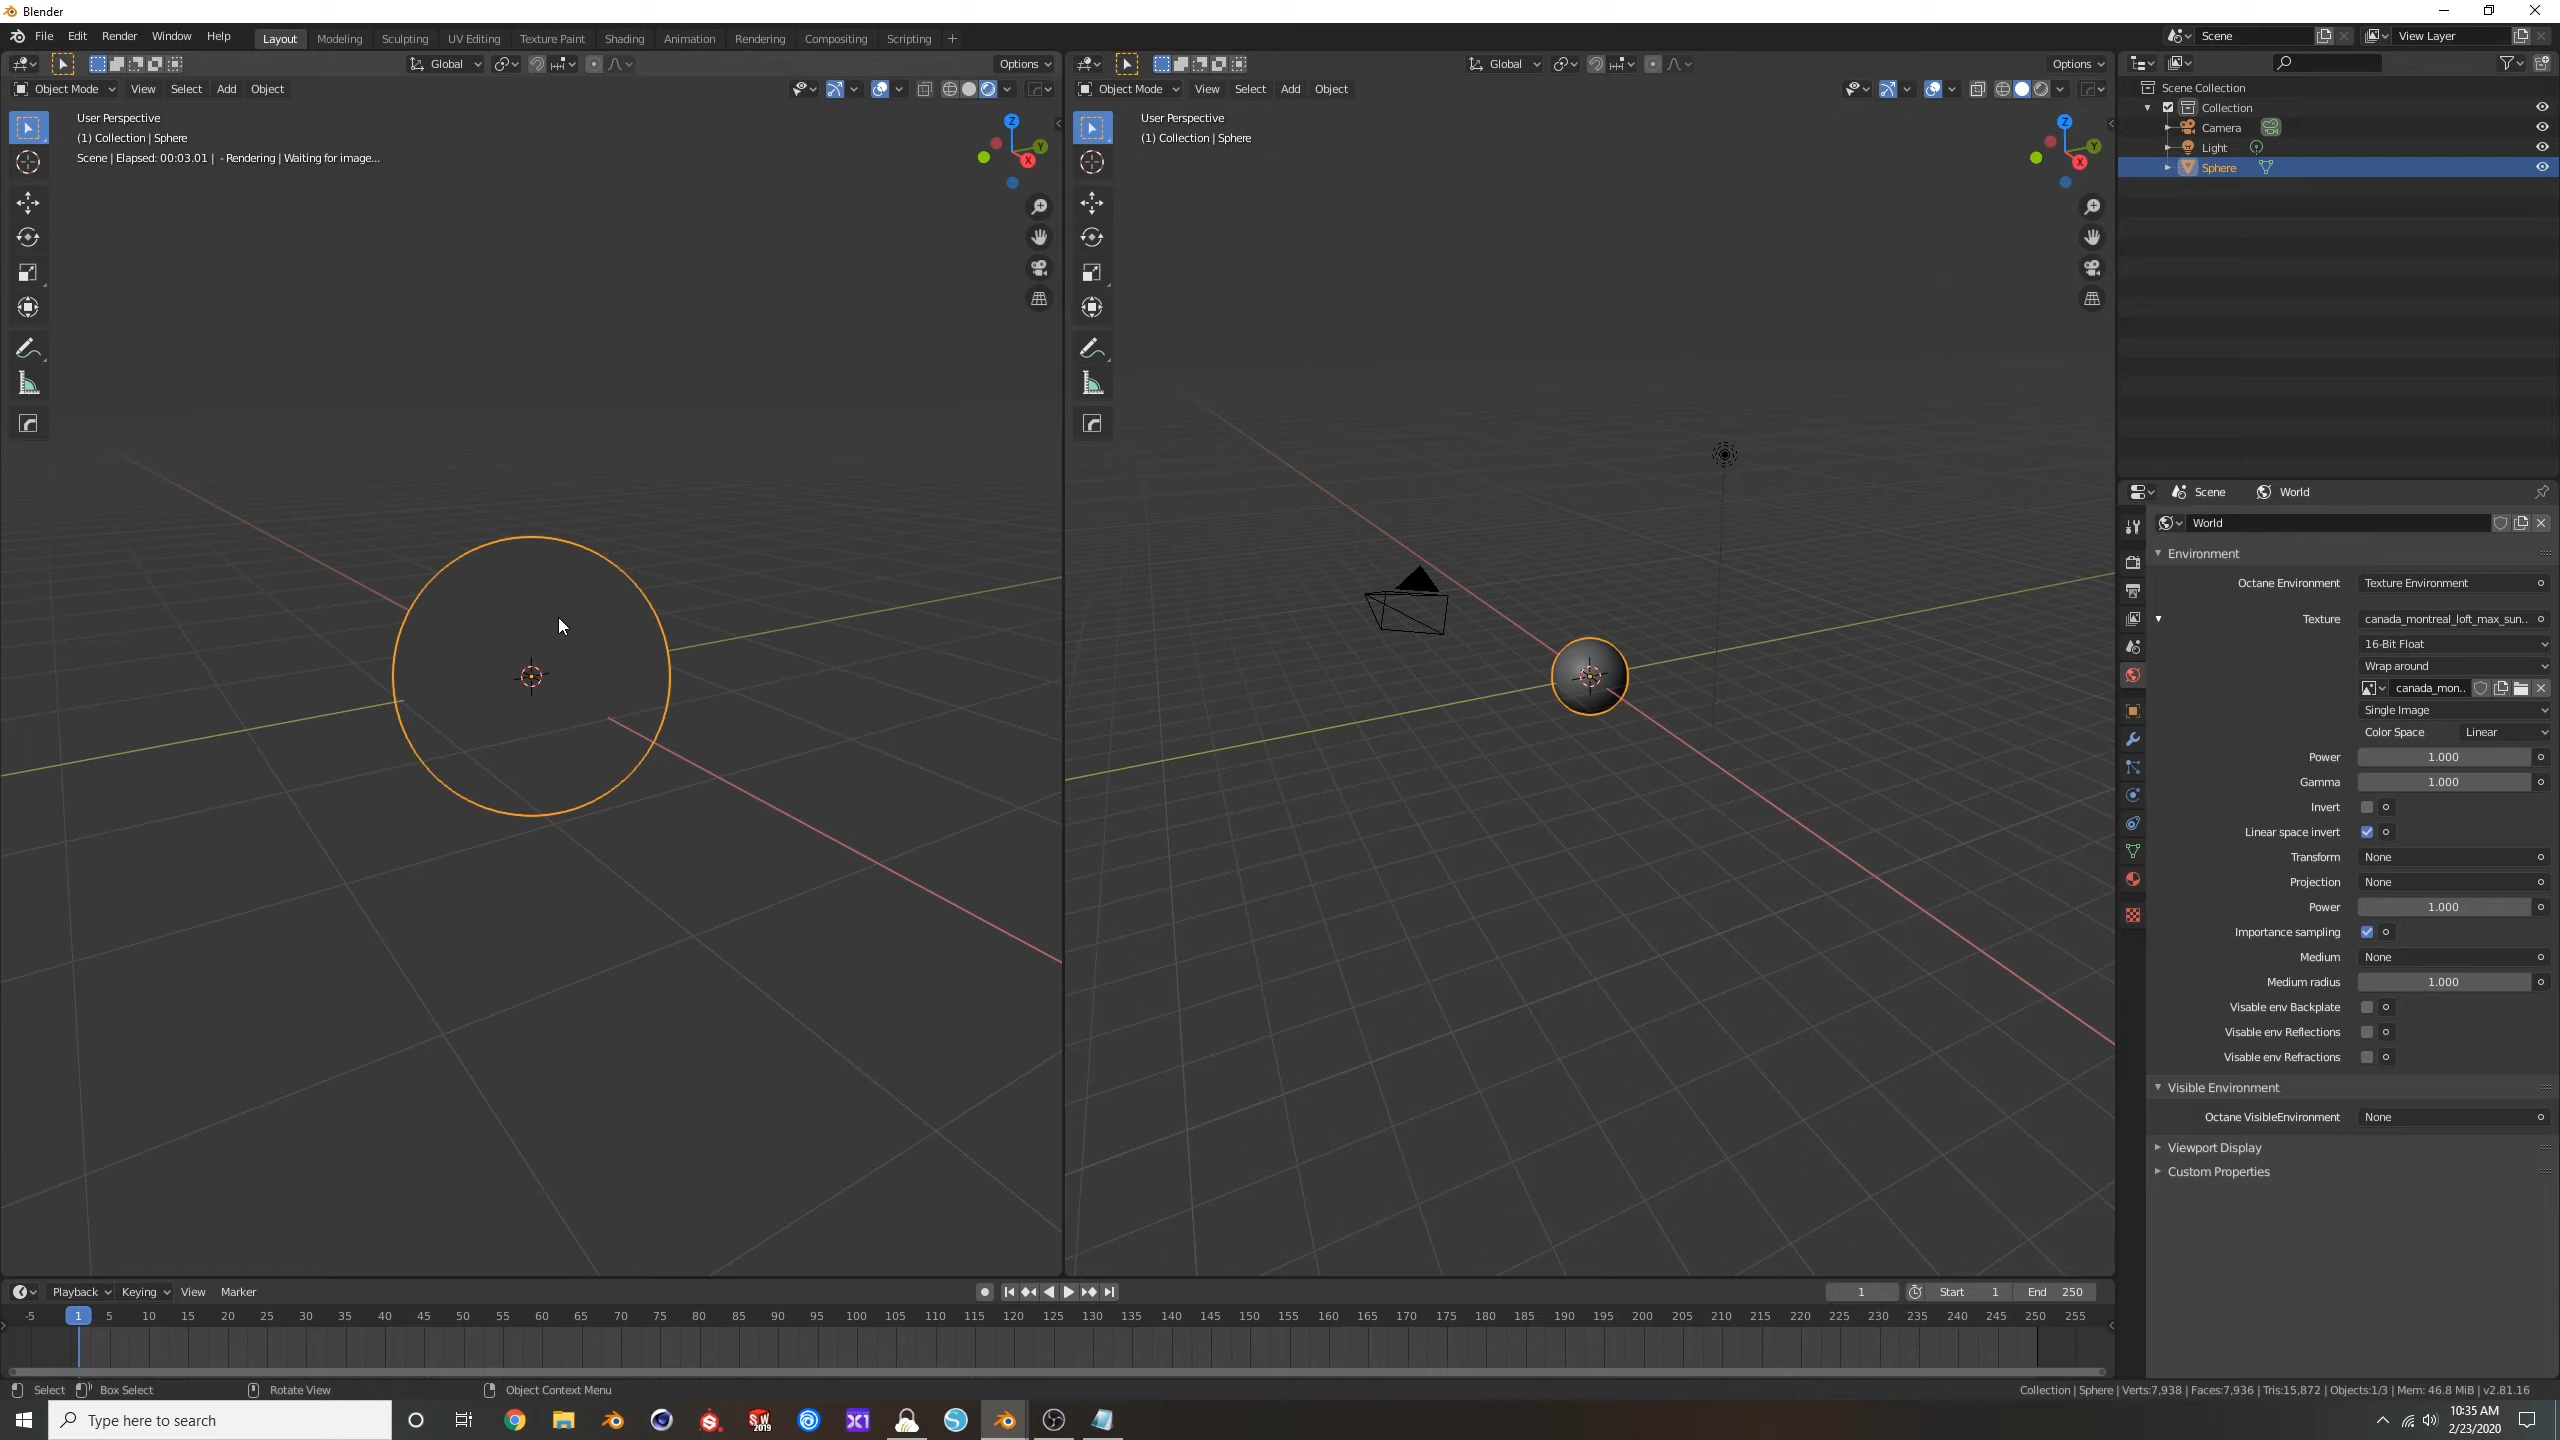 Blender
File Edit Render Window Help Layout Modeling Sculpting UV Editing Texture Paint Shading Animation Rendering Compositing Scripting + Scene View Layer
Global Options Global Options
Object Mode View Select Add Object Object Mode View Select Add Object
Scene Collection
Collection
Camera
Light
Sphere
User Perspective
(1) Collection | Sphere
Scene | Elapsed: 00:03.01 | - Rendering | Waiting for image...
Z
Y
X
User Perspective
(1) Collection | Sphere
Z
Y
X
Scene World
World
Environment
Octane Environment Texture Environment
Texture canada_montreal_loft_max_sun..
16-Bit Float
Wrap around
canada_mon..
Single Image
Color Space Linear
Power 1.000
Gamma 1.000
Invert
Linear space invert
Transform None
Projection None
Power 1.000
Importance sampling
Medium None
Medium radius 1.000
Visable env Backplate
Visable env Reflections
Visable env Refractions
Visible Environment
Octane VisibleEnvironment None
Viewport Display
Custom Properties
Playback Keying View Marker 1 Start 1 End 250
-5 1 5 10 15 20 25 30 35 40 45 50 55 60 65 70 75 80 85 90 95 100 105 110 115 120 125 130 135 140 145 150 155 160 165 170 175 180 185 190 195 200 205 210 215 220 225 230 235 240 245 250 255
Select Box Select Rotate View Object Context Menu Collection | Sphere | Verts:7,938 | Faces:7,936 | Tris:15,872 | Objects:1/3 | Mem: 46.8 MiB | v2.81.16
Type here to search
SW
2019
X1
10:35 AM
2/23/2020